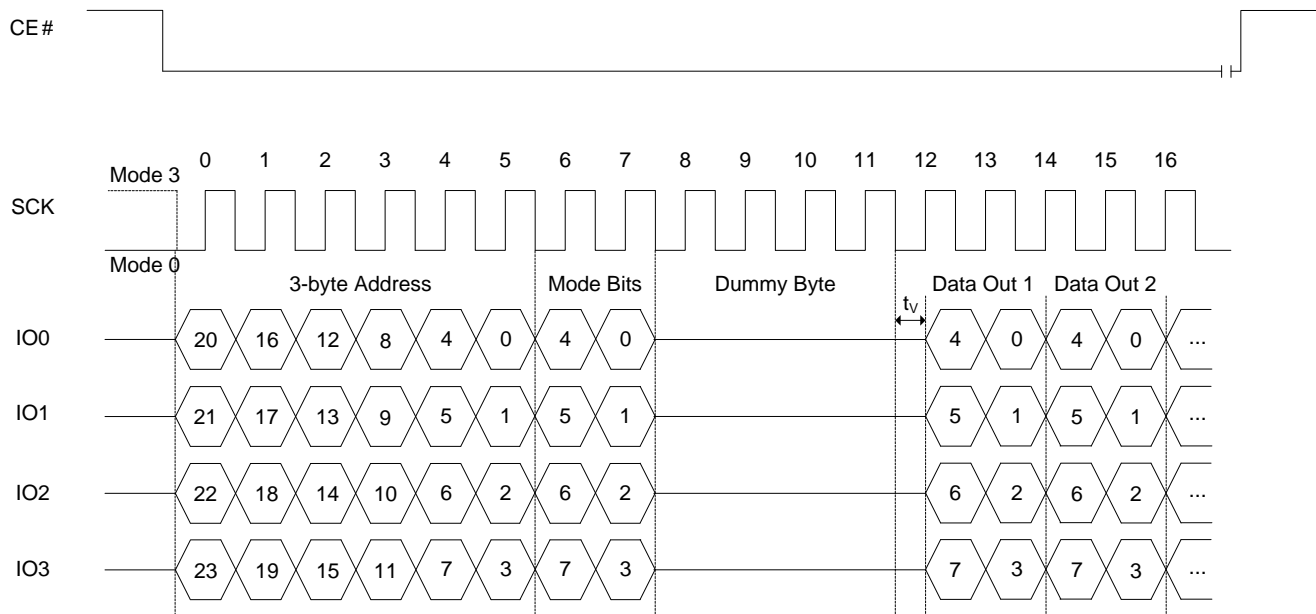 CE#
0 1 2 3 4 5 6 7 8 9 10 11 12 13 14 15 16
Mode 3
SCK
Mode 0
3-byte Address Mode Bits Dummy Byte Data Out 1 Data Out 2
tV
IO0 20 16 12 8 4 0 4 0 4 0 4 0 ...
IO1 21 17 13 9 5 1 5 1 5 1 5 1 ...
IO2 22 18 14 10 6 2 6 2 6 2 6 2 ...
IO3 23 19 15 11 7 3 7 3 7 3 7 3 ...